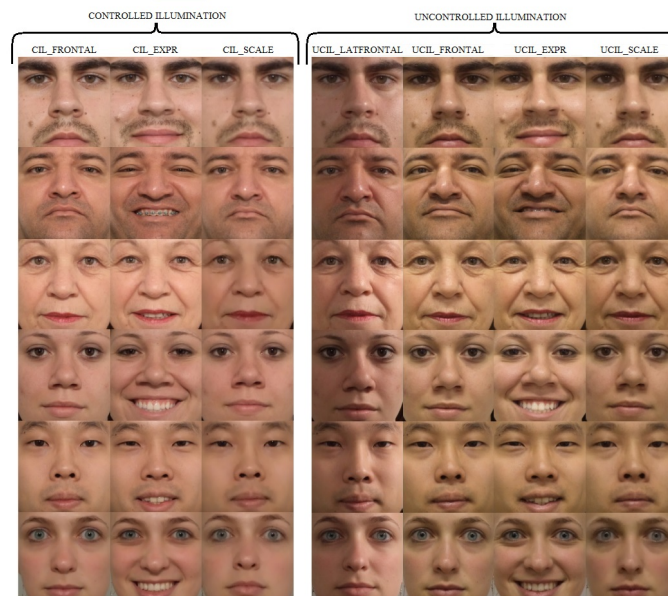 CONTROLLED ILLUMINATION
UNCONTROLLED ILLUMINATION
CIL_FRONTAL CIL_EXPR CIL_SCALE UCIL_LATFRONTAL UCIL_FRONTAL UCIL_EXPR UCIL_SCALE